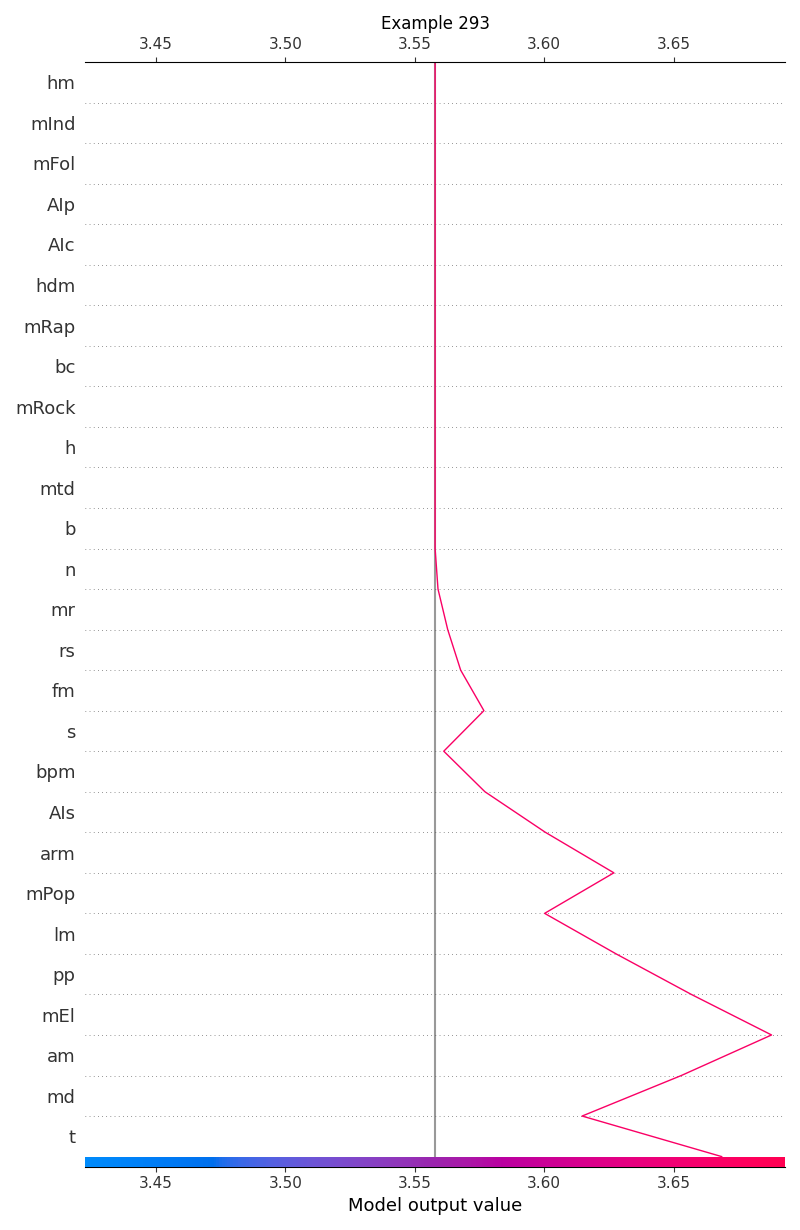 Example 293
3.45 3.50 3.55 3.60 3.65
hm
mInd
mFol
AIp
AIc
hdm
mRap
bc
mRock
h
mtd
b
n
mr
rs
fm
s
bpm
AIs
arm
mPop
lm
pp
mEl
am
md
t
3.45 3.50 3.55 3.60 3.65
Model output value